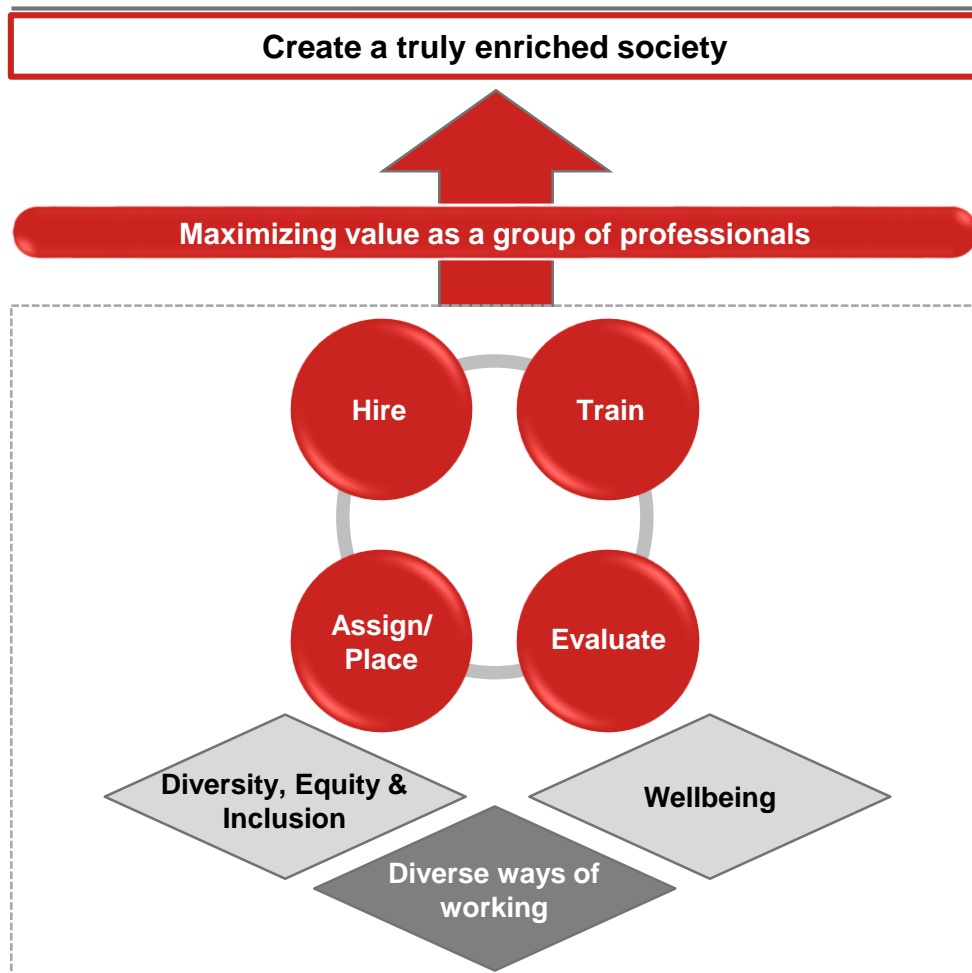 Create a truly enriched society
Maximizing value as a group of professionals
Hire
Train
Assign/
Place
Evaluate
Diversity, Equity &
Inclusion
Wellbeing
Diverse ways of
working